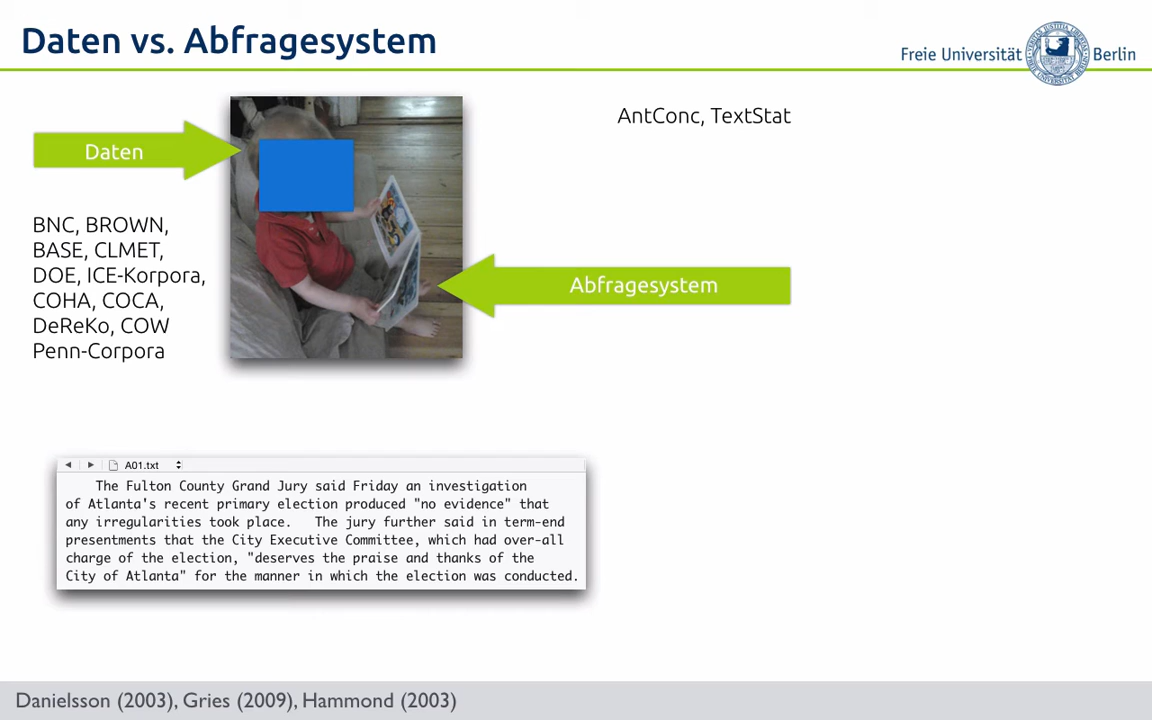 Daten vs. Abfragesystem
Freie Universität Berlin
AntConc, TextStat
Daten
BNC, BROWN,
BASE, CLMET,
DOE, ICE-Korpora,
COHA, COCA,
DeReKo, COW
Penn-Corpora
Abfragesystem
A01.txt
The Fulton County Grand Jury said Friday an investigation
of Atlanta's recent primary election produced "no evidence" that
any irregularities took place. The jury further said in term-end
presentments that the City Executive Committee, which had over-all
charge of the election, "deserves the praise and thanks of the
City of Atlanta" for the manner in which the election was conducted.
Danielsson (2003), Gries (2009), Hammond (2003)